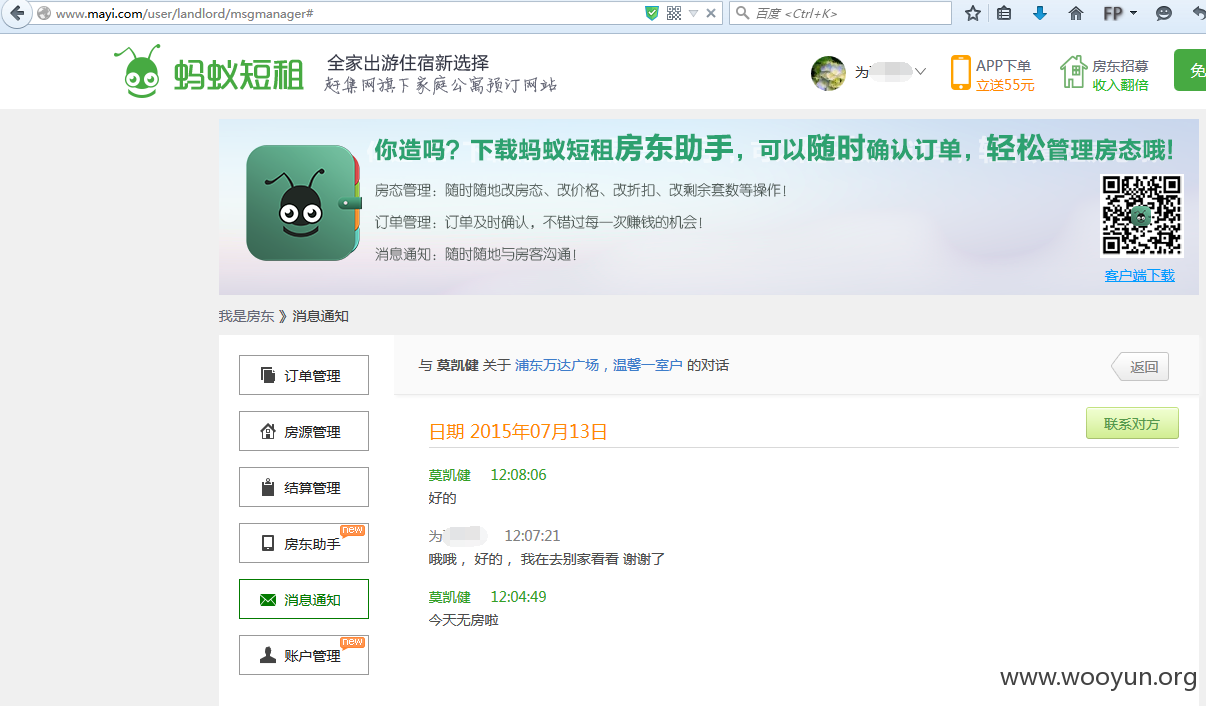 www.mayi.com/user/landlord/msgmanager#
百度 <Ctrl+K>
FP
蚂蚁短租
全家出游住宿新选择
赶集网旗下家庭公寓预订网站
为
APP下单
立送55元
房东招募
收入翻倍
免
你造吗？下载蚂蚁短租房东助手，可以随时确认订单，轻松管理房态哦！
房态管理：随时随地改房态、改价格、改折扣、改剩余套数等操作！
订单管理：订单及时确认，不错过每一次赚钱的机会！
消息通知：随时随地与房客沟通！
客户端下载
我是房东 》消息通知
订单管理
房源管理
结算管理
房东助手 new
消息通知
账户管理 new
与 莫凯健 关于 浦东万达广场，温馨一室户 的对话
返回
日期 2015年07月13日
联系对方
莫凯健 12:08:06
好的
为 12:07:21
哦哦 ，好的 ，我在去别家看看 谢谢了
莫凯健 12:04:49
今天无房啦
www.wooyun.org